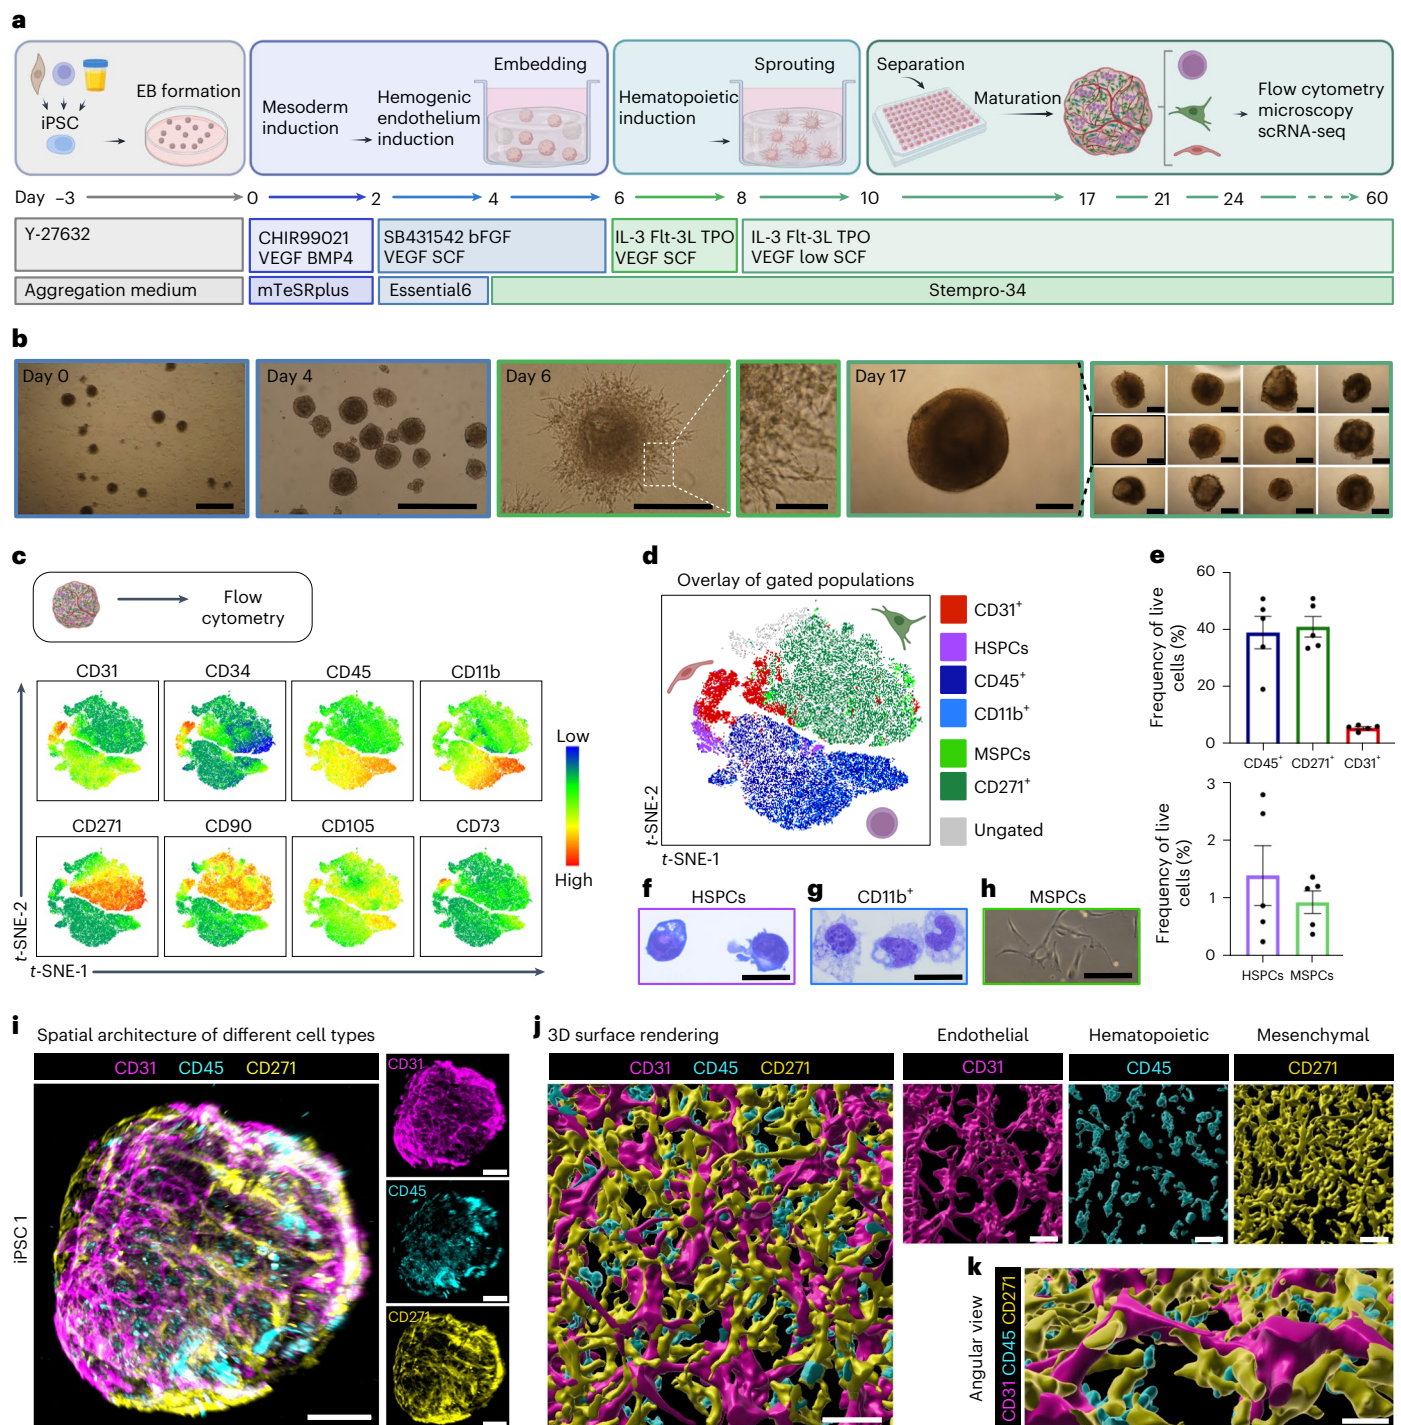 a
Embedding
Sprouting
Separation
EB formation
Mesoderm
induction
Hemogenic
endothelium
induction
Hematopoietic
induction
Maturation
Flow cytometry
microscopy
scRNA-seq
iPSC
Day –3 0 2 4 6 8 10 17 21 24 60
Y-27632
CHIR99021
VEGF BMP4
SB431542 bFGF
VEGF SCF
IL-3 Flt-3L TPO
VEGF SCF
IL-3 Flt-3L TPO
VEGF low SCF
Aggregation medium
mTeSRplus
Essential6
Stempro-34
b
Day 0
Day 4
Day 6
Day 17
c
Flow
cytometry
CD31
CD34
CD45
CD11b
CD271
CD90
CD105
CD73
Low
High
t-SNE-2
t-SNE-1
d
Overlay of gated populations
t-SNE-2
t-SNE-1
CD31+
HSPCs
CD45+
CD11b+
MSPCs
CD271+
Ungated
e
Frequency of live
cells (%)
60
40
20
0
CD45+ CD271+ CD31+
Frequency of live
cells (%)
3
2
1
0
HSPCs MSPCs
f
HSPCs
g
CD11b+
h
MSPCs
i
Spatial architecture of different cell types
CD31 CD45 CD271
iPSC 1
CD31
CD45
CD271
j
3D surface rendering
CD31 CD45 CD271
Endothelial
CD31
Hematopoietic
CD45
Mesenchymal
CD271
k
Angular view
CD31 CD45 CD271